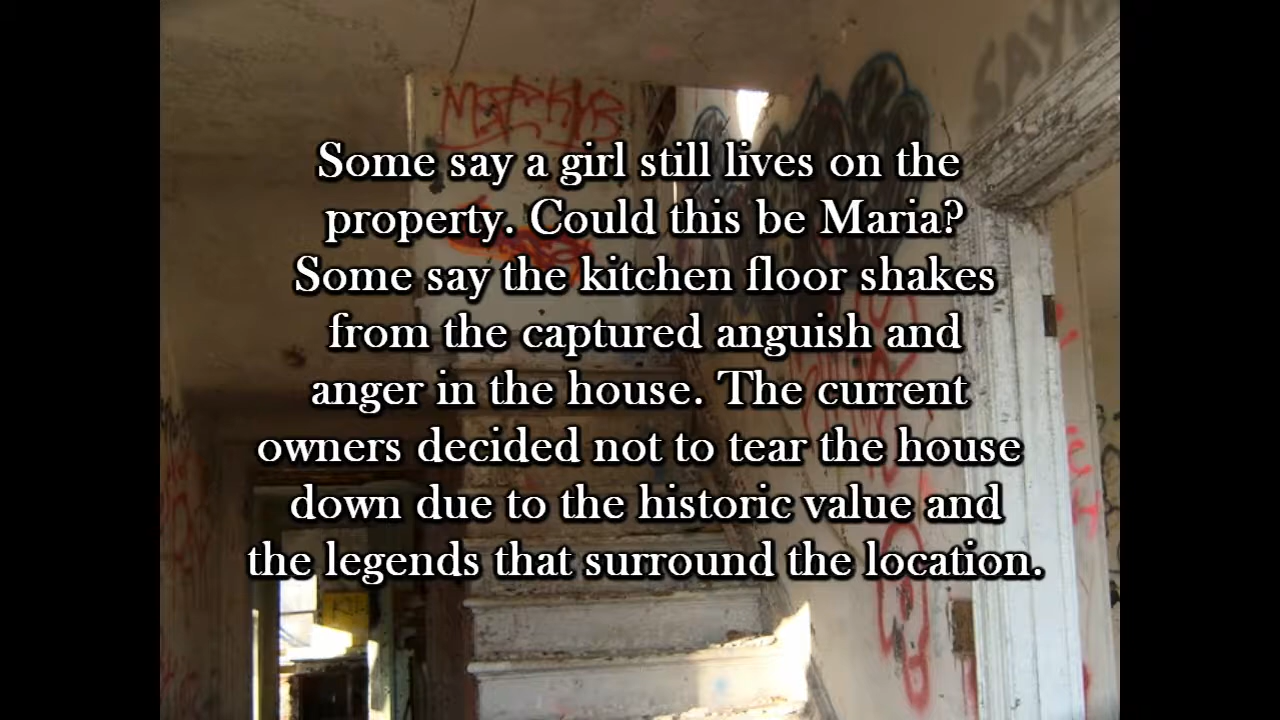 Some say a girl still lives on the
property. Could this be Maria?
Some say the kitchen floor shakes
from the captured anguish and
anger in the house. The current
owners decided not to tear the house
down due to the historic value and
the legends that surround the location.